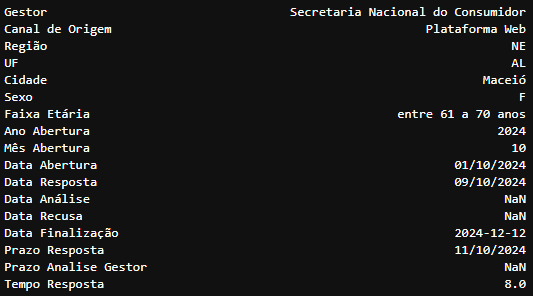 Gestor Secretaria Nacional do Consumidor
Canal de Origem Plataforma Web
Região NE
UF AL
Cidade Maceió
Sexo F
Faixa Etária entre 61 a 70 anos
Ano Abertura 2024
Mês Abertura 10
Data Abertura 01/10/2024
Data Resposta 09/10/2024
Data Análise NaN
Data Recusa NaN
Data Finalização 2024-12-12
Prazo Resposta 11/10/2024
Prazo Analise Gestor NaN
Tempo Resposta 8.0